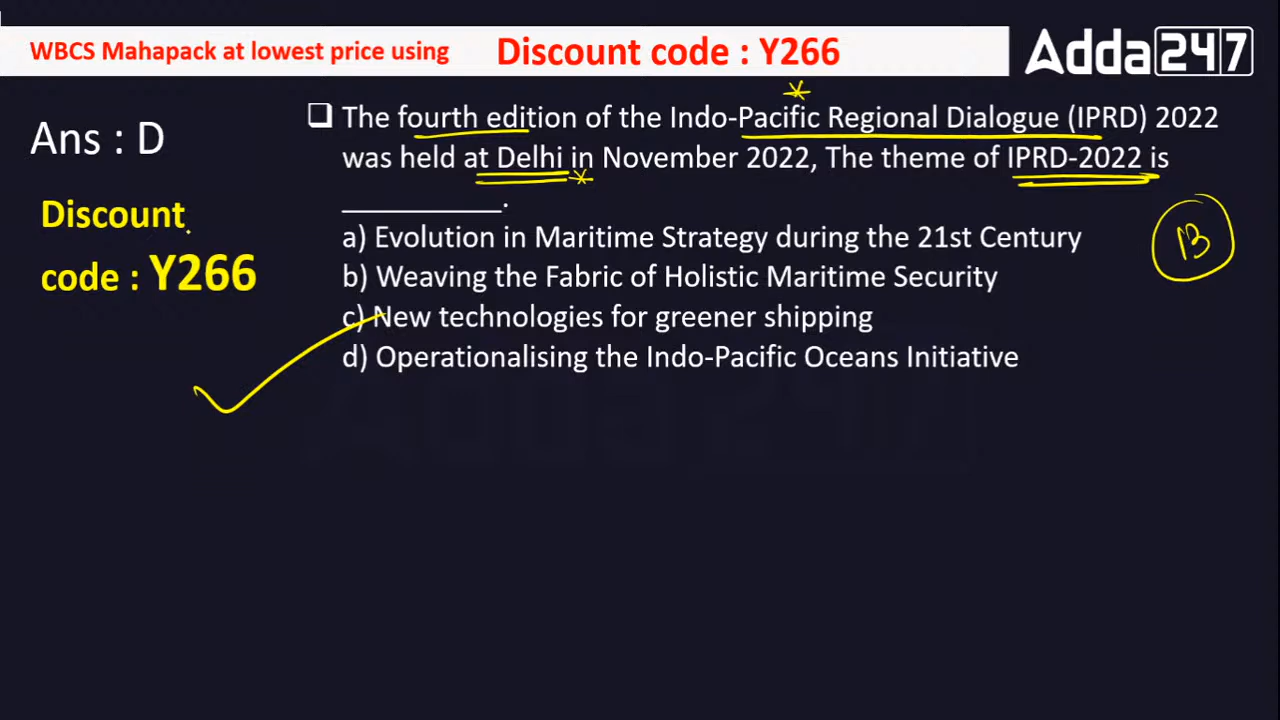 WBCS Mahapack at lowest price using Discount code : Y266
Adda247
Ans : D
Discount
code : Y266
❑ The fourth edition of the Indo-Pacific Regional Dialogue (IPRD) 2022
was held at Delhi in November 2022, The theme of IPRD-2022 is
____________.
a) Evolution in Maritime Strategy during the 21st Century
b) Weaving the Fabric of Holistic Maritime Security
c) New technologies for greener shipping
d) Operationalising the Indo-Pacific Oceans Initiative
B